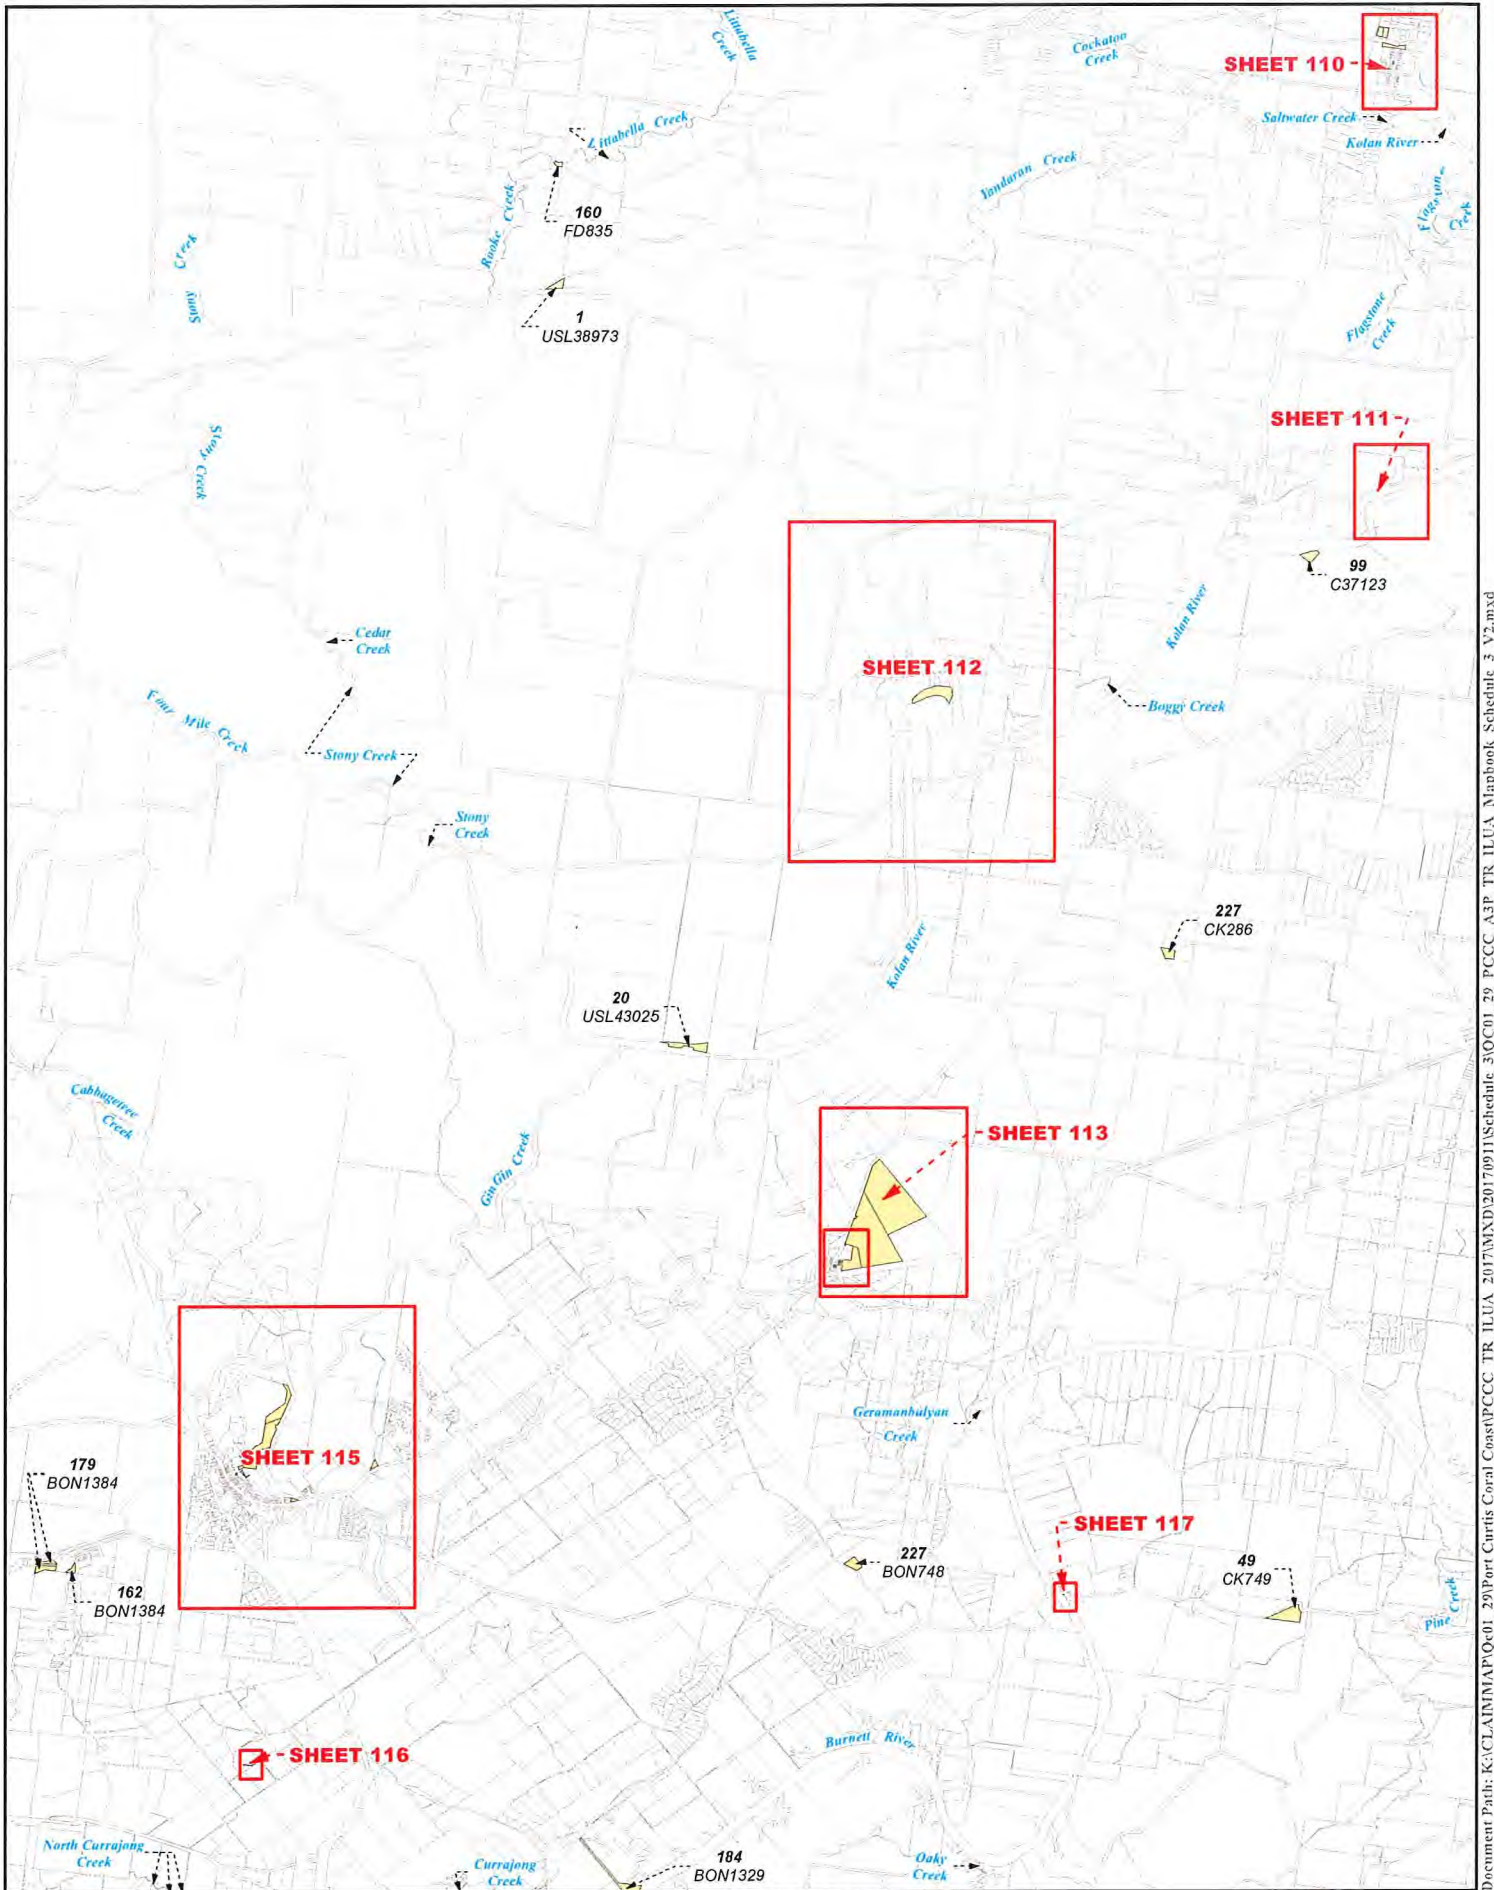 Littabella
Creek
Cockatoo
Creek
SHEET 110
Saltwater Creek
Kolan River
Littabella Creek
Yandaran Creek
Flagstone
Creek
Rooke Creek
160
FD835
Stony Creek
1
USL38973
Flagstone
Creek
SHEET 111
Stony Creek
99
C37123
Kolan River
Cedar
Creek
SHEET 112
Four Mile Creek
Boggy Creek
Stony Creek
Stony
Creek
227
CK286
Kolan River
20
USL43025
Cabbagetree
Creek
SHEET 113
Gin Gin Creek
Geramanbulyan
Creek
SHEET 115
179
BON1384
SHEET 117
227
BON748
49
CK749
162
BON1384
Pine Creek
Burnett River
SHEET 116
North Currajong
Creek
Currajong
Creek
184
BON1329
Oaky
Creek
Document Path: K:\CLAIMMAP\Qc01_29\Port Curtis Coral Coast\PCCC_TR_ILUA_2017\MXD\20170911\Schedule_3\QC01_29_PCCC_A3P_TR_ILUA_Mapbook_Schedule_3_V2.mxd